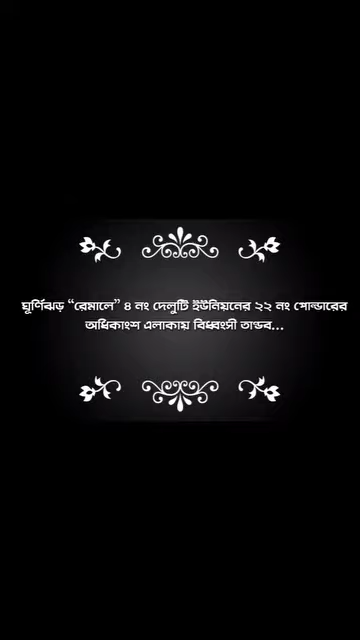 ঘূর্ণিঝড় “রেমালে” ৪ নং দেলুটি ইউনিয়নের ২২ নং পোল্ডারের
অধিকাংশ এলাকায় বিধ্বংসী তান্ডব...